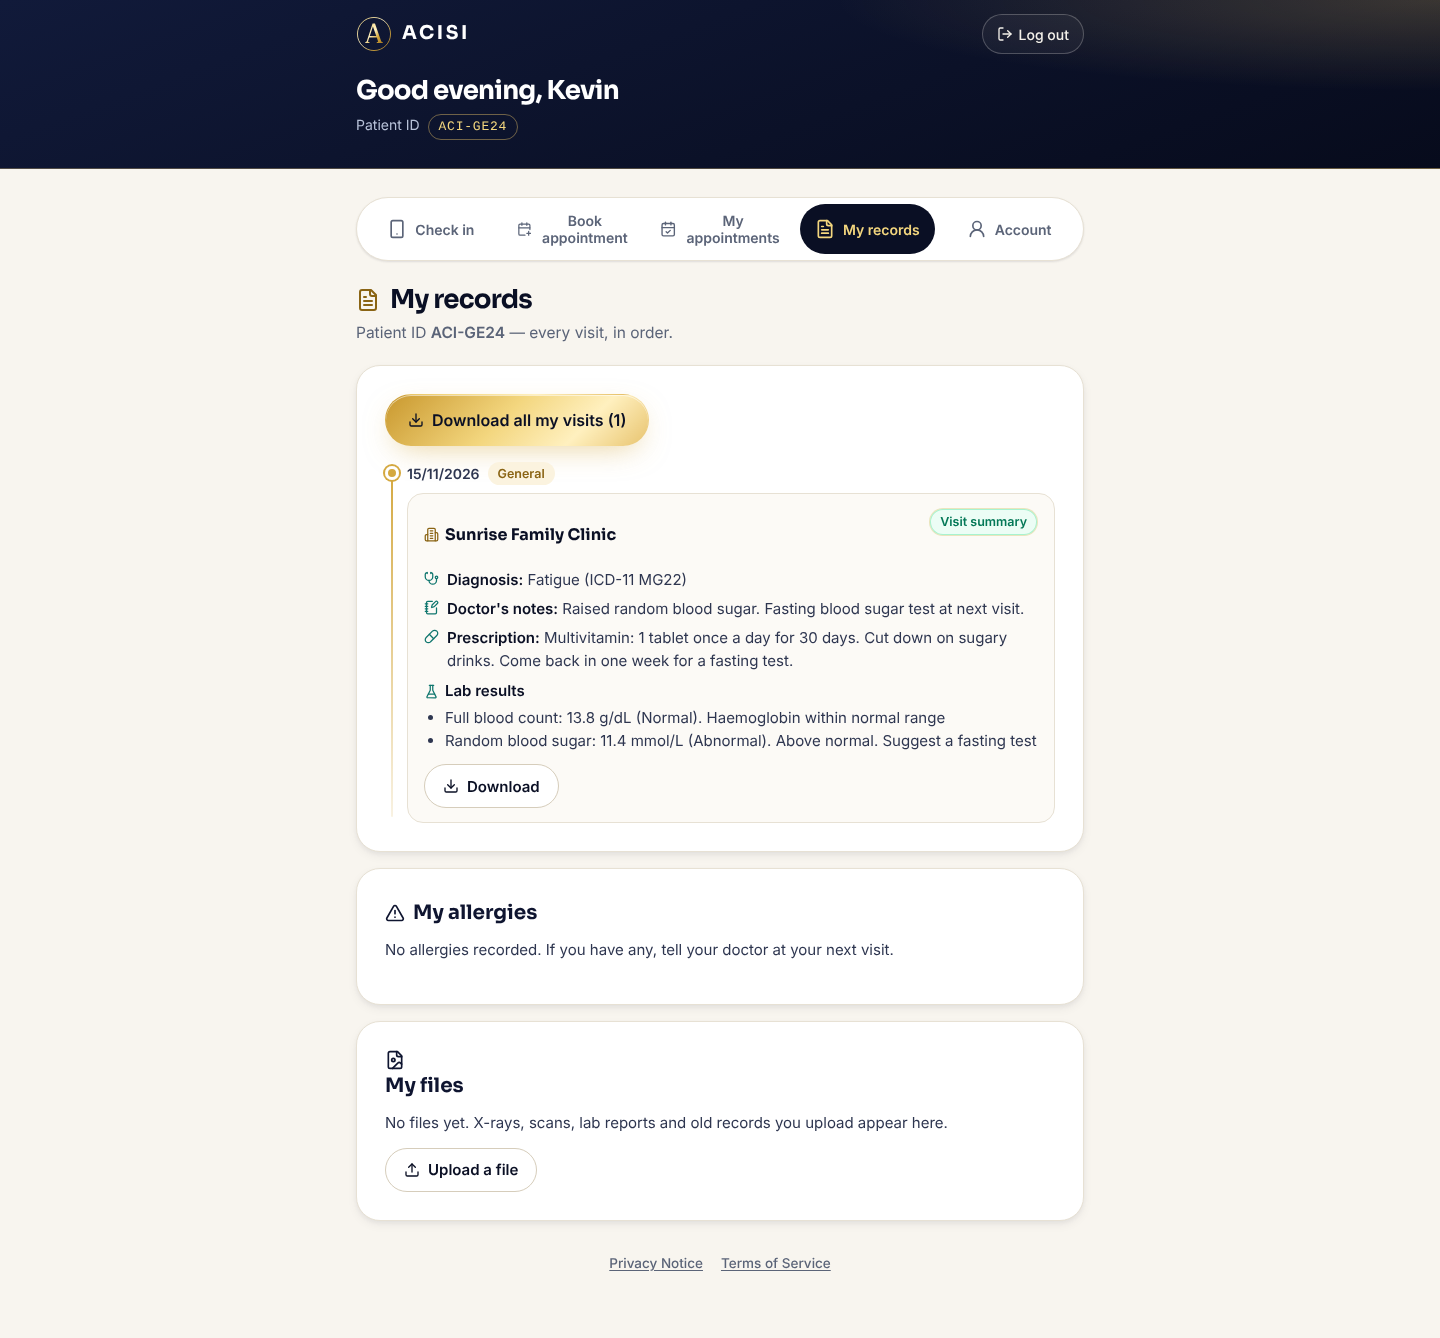 A ACISI
Log out
Good evening, Kevin
Patient ID ACI-GE24
Check in
Book
appointment
My
appointments
My records
Account
My records
Patient ID ACI-GE24 — every visit, in order.
Download all my visits (1)
15/11/2026 General
Visit summary
Sunrise Family Clinic
Diagnosis: Fatigue (ICD-11 MG22)
Doctor's notes: Raised random blood sugar. Fasting blood sugar test at next visit.
Prescription: Multivitamin: 1 tablet once a day for 30 days. Cut down on sugary
drinks. Come back in one week for a fasting test.
Lab results
• Full blood count: 13.8 g/dL (Normal). Haemoglobin within normal range
• Random blood sugar: 11.4 mmol/L (Abnormal). Above normal. Suggest a fasting test
Download
My allergies
No allergies recorded. If you have any, tell your doctor at your next visit.
My files
No files yet. X-rays, scans, lab reports and old records you upload appear here.
Upload a file
Privacy Notice Terms of Service